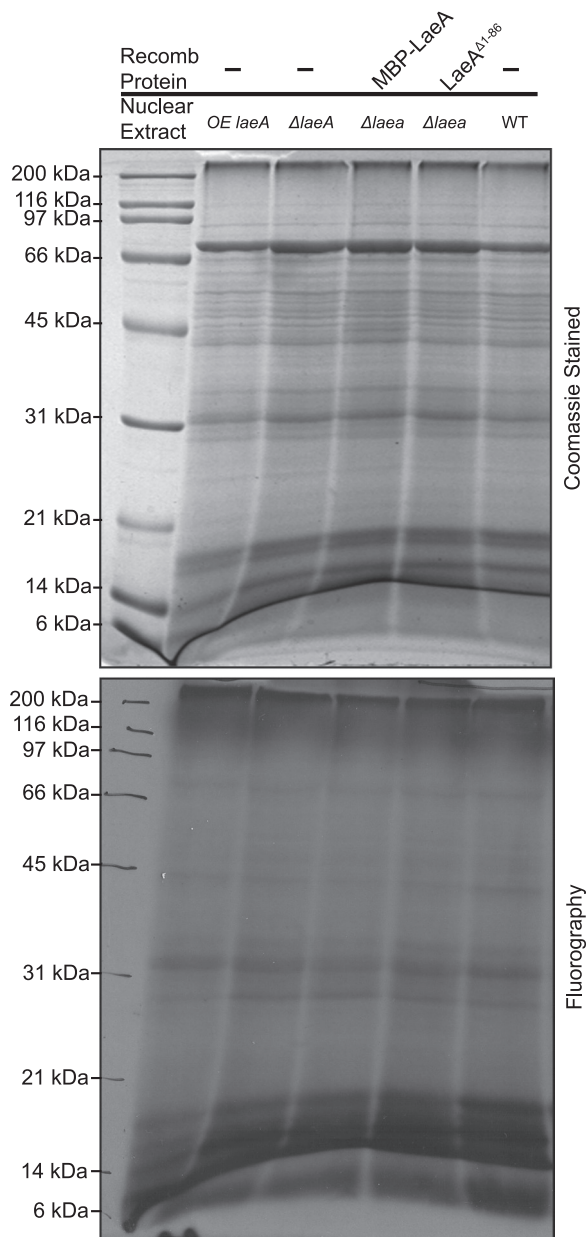 Recomb
Protein
–
–
MBP-LaeA
LaeAΔ1-86
–
Nuclear
Extract
OE laeA
ΔlaeA
Δlaea
Δlaea
WT
200 kDa
116 kDa
97 kDa
66 kDa
45 kDa
31 kDa
21 kDa
14 kDa
6 kDa
Coomassie Stained
200 kDa
116 kDa
97 kDa
66 kDa
45 kDa
31 kDa
21 kDa
14 kDa
6 kDa
Fluorography